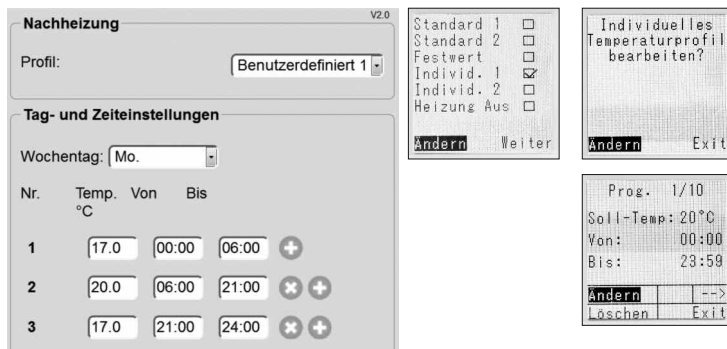 V2.0
Nachheizung
Profil: Benutzerdefiniert 1
Tag- und Zeiteinstellungen
Wochentag: Mo.
Nr. Temp. Von Bis
°C
1 17.0 00:00 06:00
2 20.0 06:00 21:00
3 17.0 21:00 24:00
Standard 1
Standard 2
Festwert
Individ. 1
Individ. 2
Heizung Aus
Ändern Weiter
Individuelles
Temperaturprofil
bearbeiten?
Ändern Exit
Prog. 1/10
Soll-Temp: 20°C
Von: 00:00
Bis: 23:59
Ändern -->
Löschen Exit